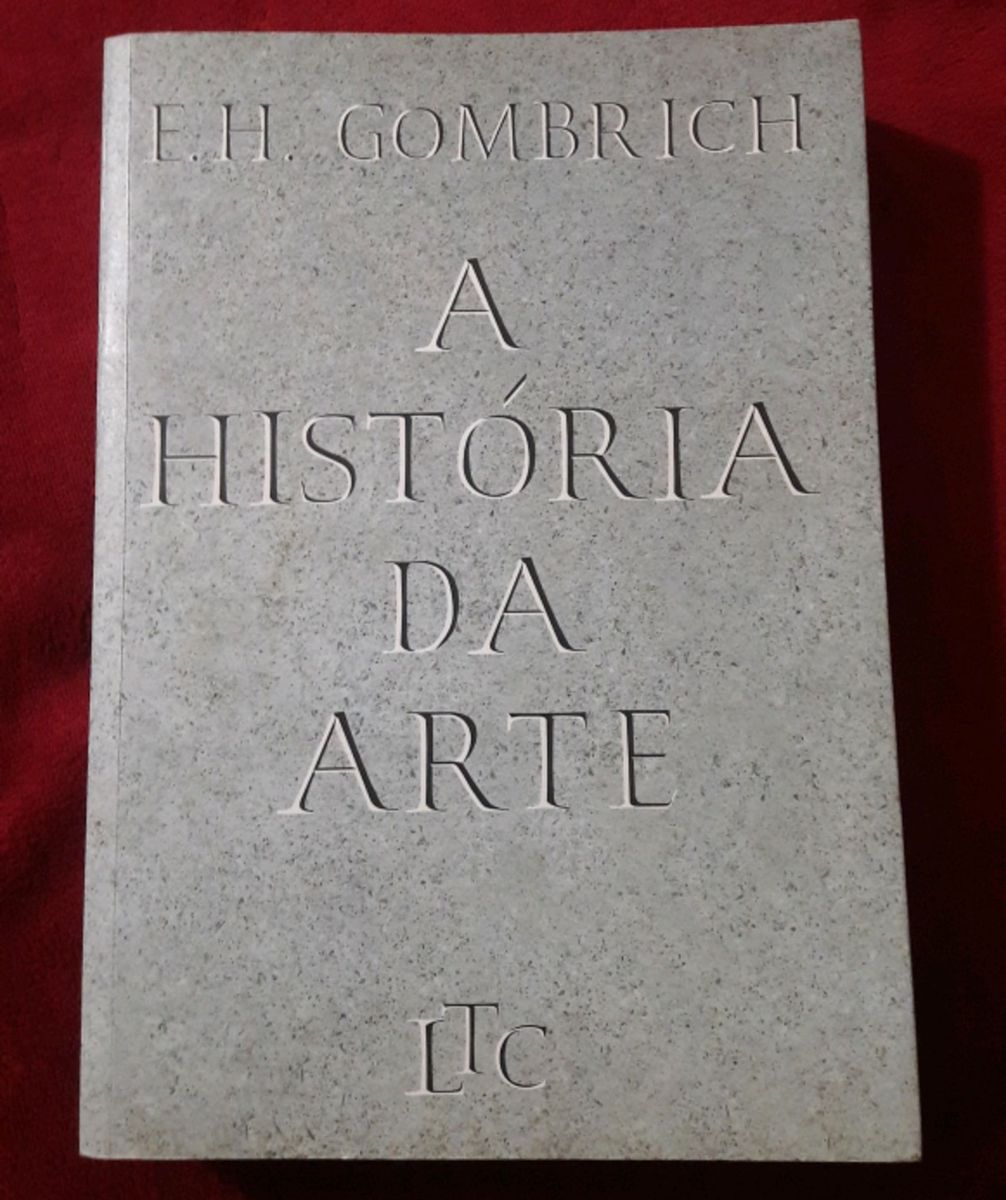 E.H. GOMBRICH
A
HISTÓRIA
DA
ARTE
LTC